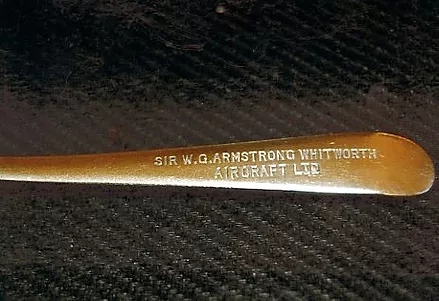 SIR W.G.ARMSTRONG WHITWORTH
AIRCRAFT LTD